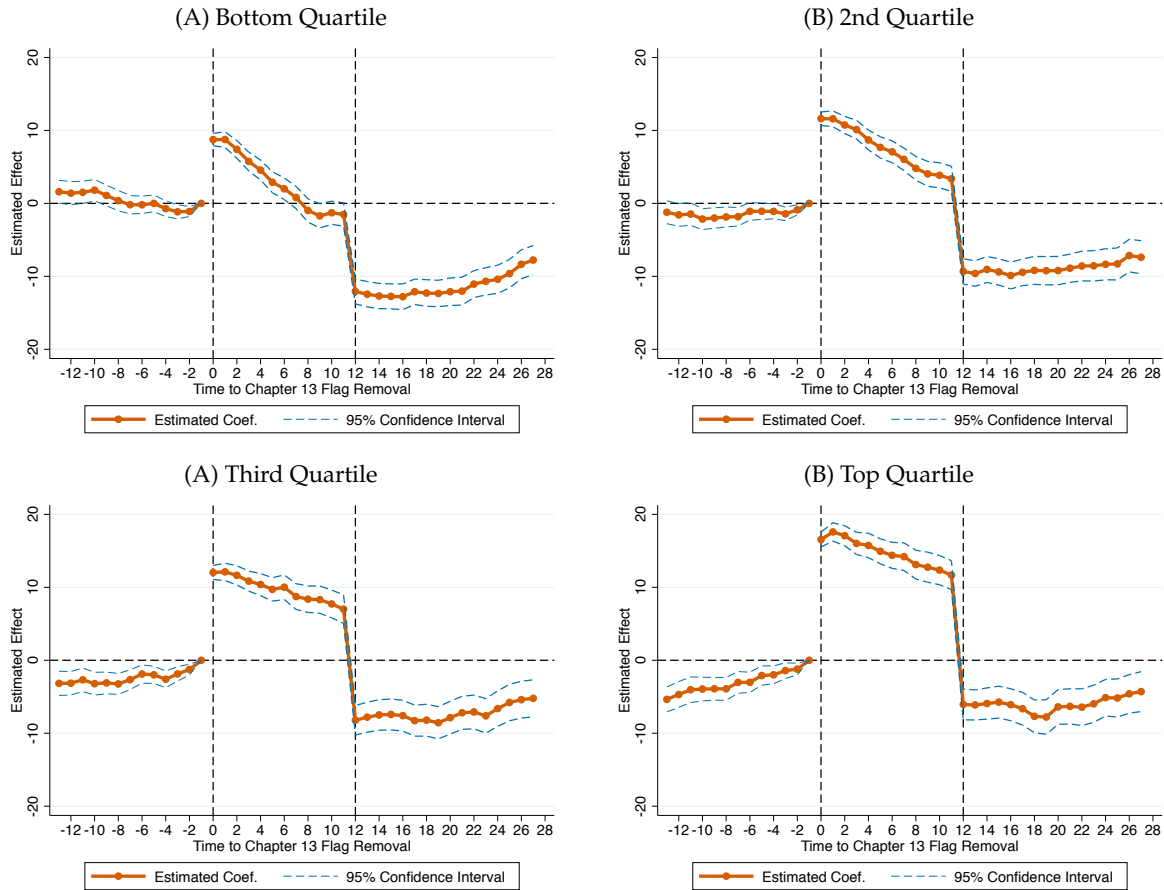 (A) Bottom Quartile
20
10
0
-10
-20
Estimated Effect
-12 -10 -8 -6 -4 -2 0 2 4 6 8 10 12 14 16 18 20 22 24 26 28
Time to Chapter 13 Flag Removal
Estimated Coef. 95% Confidence Interval
(B) 2nd Quartile
20
10
0
-10
-20
Estimated Effect
-12 -10 -8 -6 -4 -2 0 2 4 6 8 10 12 14 16 18 20 22 24 26 28
Time to Chapter 13 Flag Removal
Estimated Coef. 95% Confidence Interval
(A) Third Quartile
20
10
0
-10
-20
Estimated Effect
-12 -10 -8 -6 -4 -2 0 2 4 6 8 10 12 14 16 18 20 22 24 26 28
Time to Chapter 13 Flag Removal
Estimated Coef. 95% Confidence Interval
(B) Top Quartile
20
10
0
-10
-20
Estimated Effect
-12 -10 -8 -6 -4 -2 0 2 4 6 8 10 12 14 16 18 20 22 24 26 28
Time to Chapter 13 Flag Removal
Estimated Coef. 95% Confidence Interval